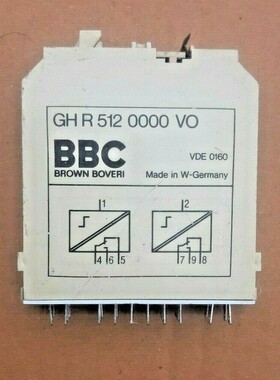 GH R 512 0000 VO
BBC
BROWN BOVERI
VDE 0160
Made in W-Germany
1 2
4 6 5 7 9 8